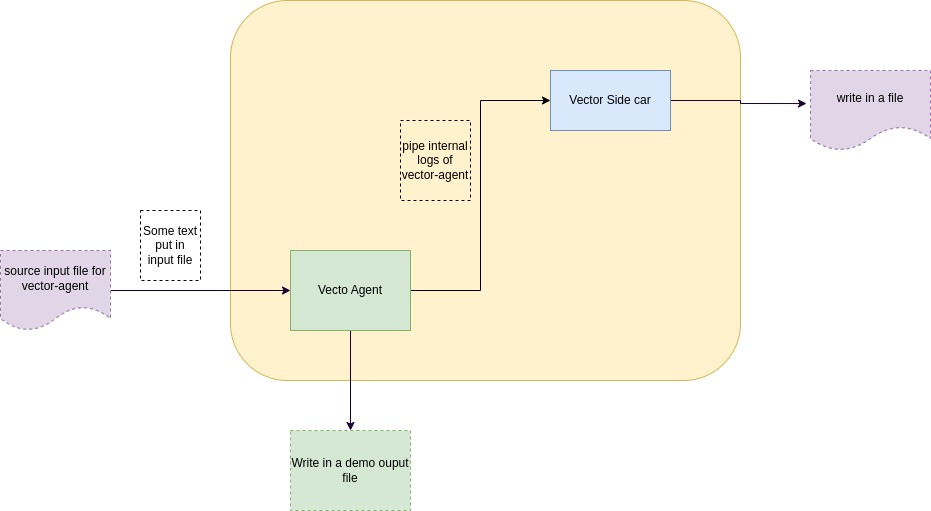 Vector Side car
write in a file
pipe internal
logs of
vector-agent
Some text
put in
input file
source input file for
vector-agent
Vecto Agent
Write in a demo ouput
file